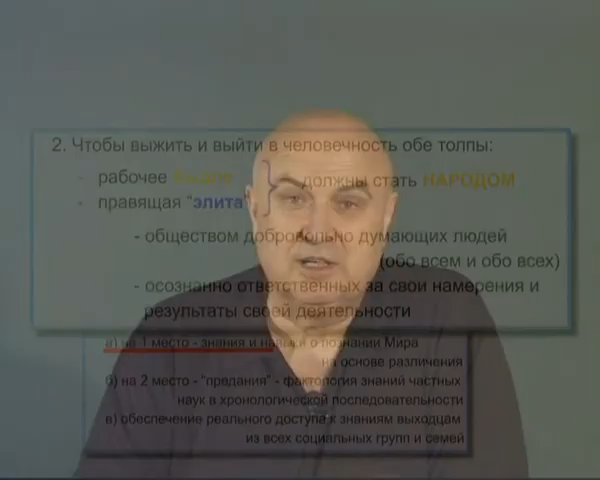 2. Чтобы выжить и выйти в человечность обе толпы:
- рабочее
- правящая "элита"
должны стать НАРОДОМ
- обществом добровольно думающих людей
(обо всем и обо всех)
- осознанно ответственных за свои намерения и
результаты своей деятельности
а) на 1 место - знания и навыки о познании Мира
на основе различения
б) на 2 место - "предания" - фактология знаний частных
наук в хронологической последовательности
в) обеспечение реального доступа к знаниям выходцам
из всех социальных групп и семей